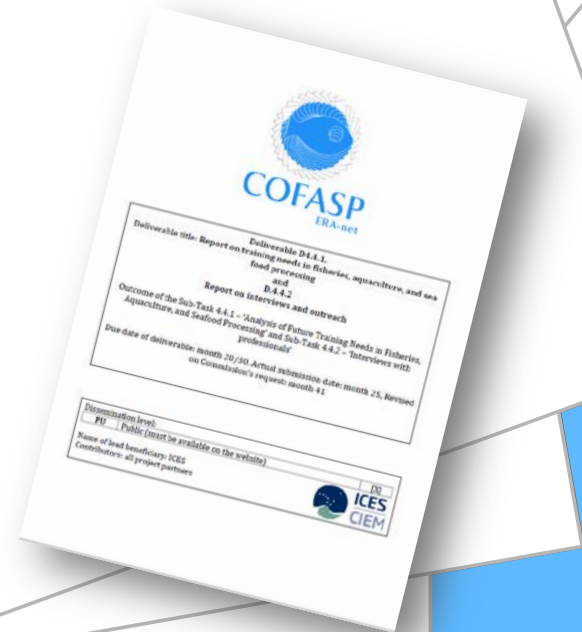 COFASP
ERA-net
Deliverable D4.4.1.
Deliverable title: Report on training needs in fisheries, aquaculture, and sea
food processing
and
D.4.4.2
Report on interviews and outreach
Outcome of the Sub-Task 4.4.1 – 'Analysis of Future Training Needs in Fisheries,
Aquaculture, and Seafood Processing' and Sub-Task 4.4.2 – 'Interviews with
professionals'
Due date of deliverable: month 20/30. Actual submission date: month 25, Revised
on Commission's request: month 41
Dissemination level:
PU Public (must be available on the website) [X]
Name of lead beneficiary: ICES
Contributors: all project partners
ICES
CIEM